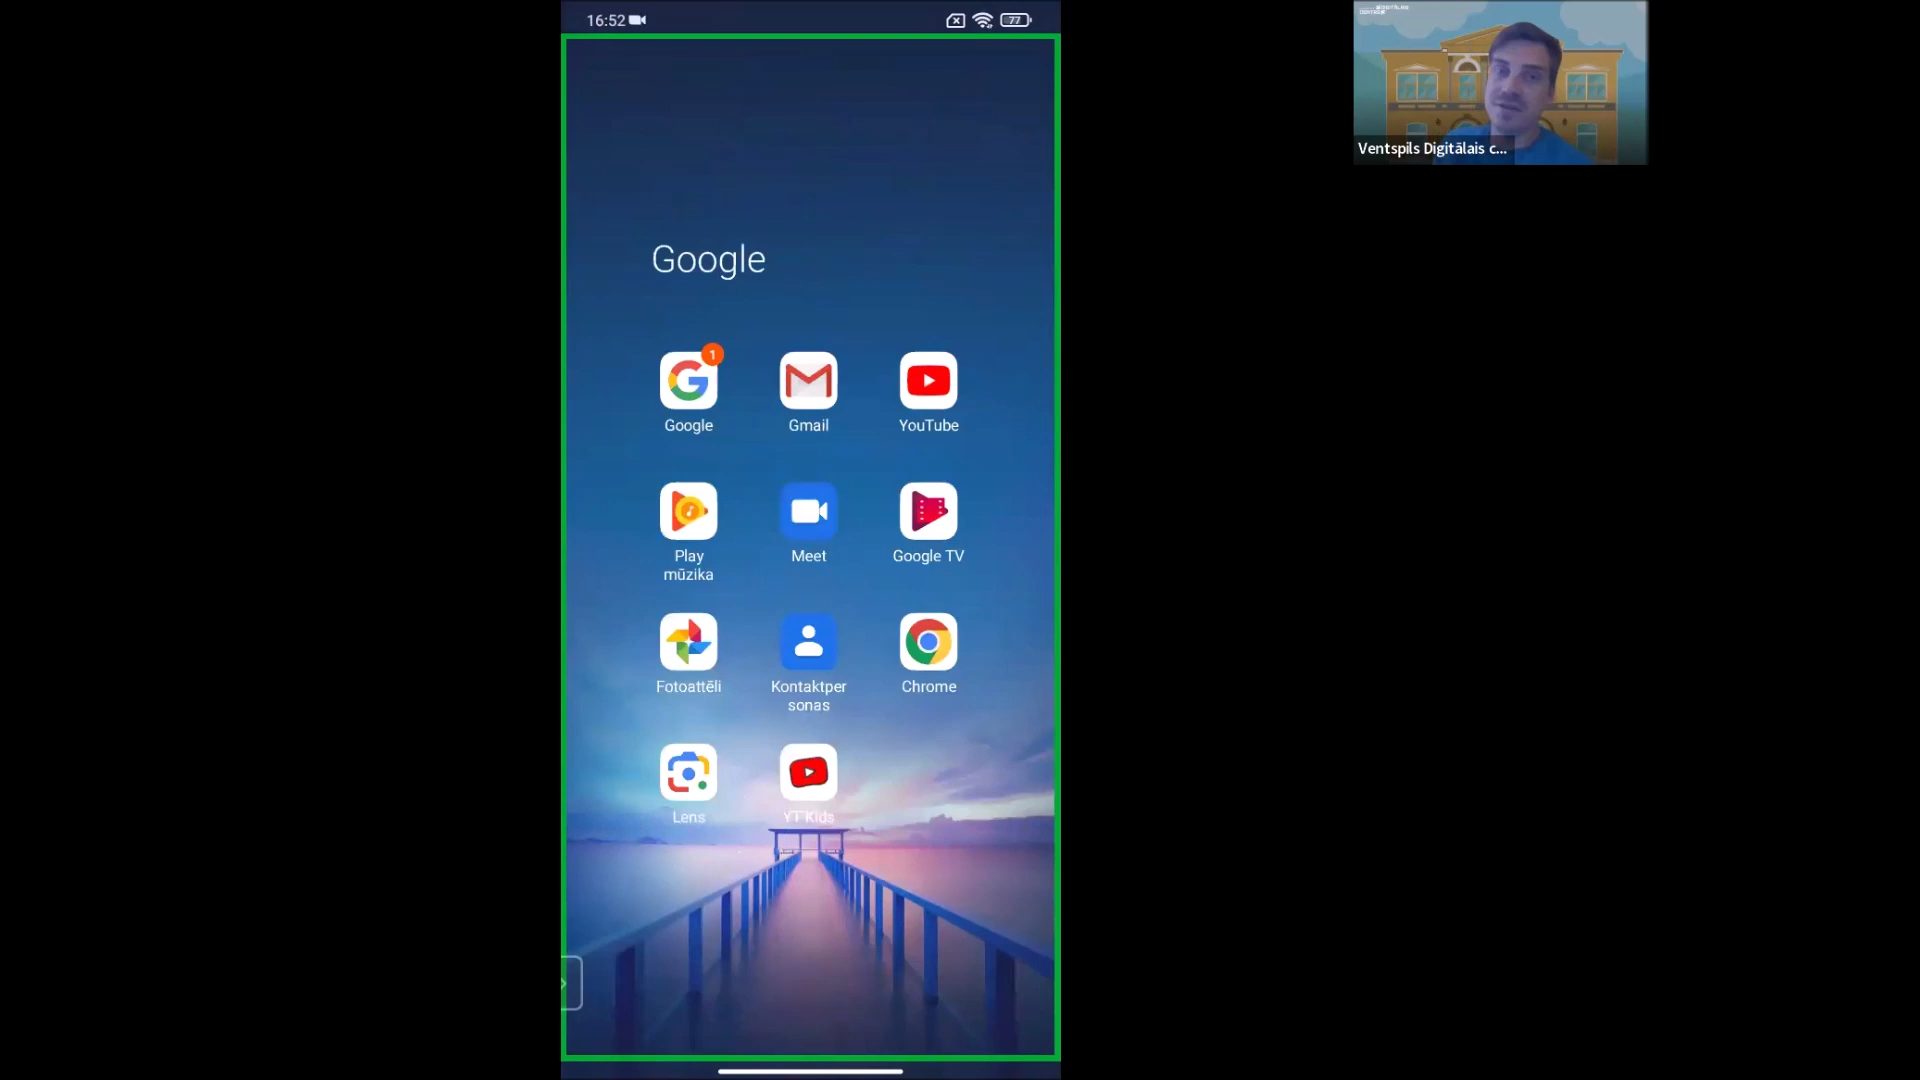 16:52
77
Ventspils Digitālais c...
Google
1
Google
Gmail
YouTube
Play
mūzika
Meet
Google TV
Fotoattēli
Kontaktper
sonas
Chrome
Lens
YT Kids